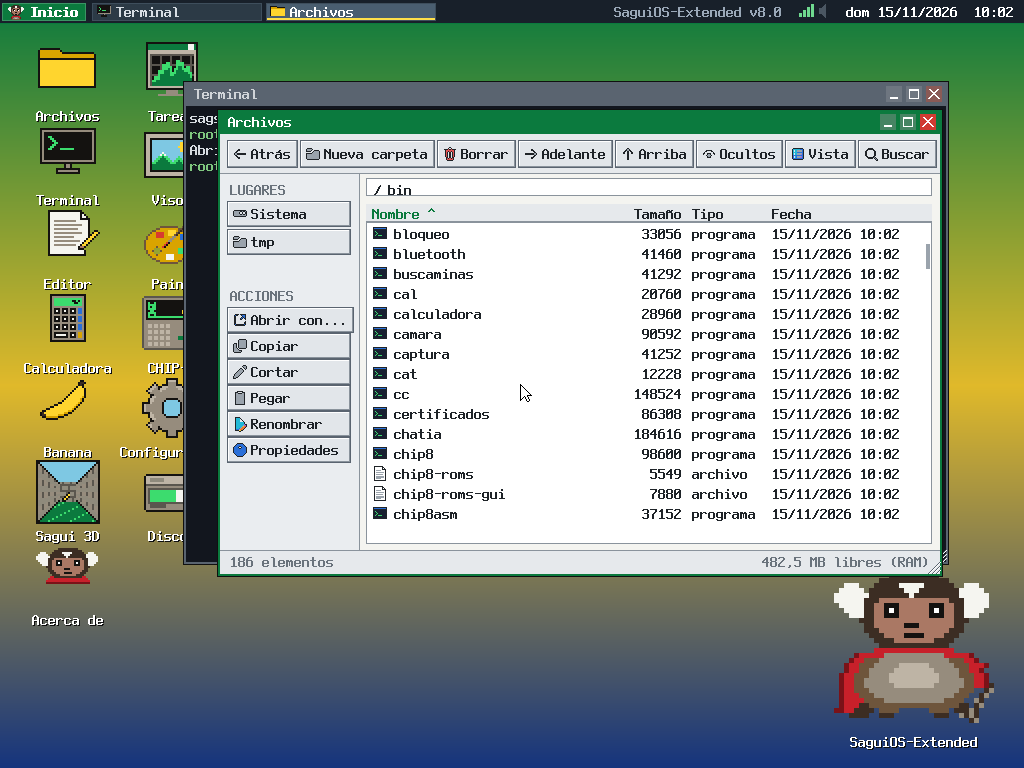 Inicio Terminal Archivos SaguiOS-Extended v8.0 dom 15/11/2026 10:02
Archivos
Terminal
Editor
Calculadora
Banana
Sagui 3D
Acerca de
Terminal
sags
root
Abri
root
Archivos
Atrás Nueva carpeta Borrar Adelante Arriba Ocultos Vista Buscar
LUGARES
Sistema
tmp
ACCIONES
Abrir con...
Copiar
Cortar
Pegar
Renombrar
Propiedades
/ bin
Nombre ^ Tamaño Tipo Fecha
bloqueo 33056 programa 15/11/2026 10:02
bluetooth 41460 programa 15/11/2026 10:02
buscaminas 41292 programa 15/11/2026 10:02
cal 20760 programa 15/11/2026 10:02
calculadora 28960 programa 15/11/2026 10:02
camara 90592 programa 15/11/2026 10:02
captura 41252 programa 15/11/2026 10:02
cat 12228 programa 15/11/2026 10:02
cc 148524 programa 15/11/2026 10:02
certificados 86308 programa 15/11/2026 10:02
chatia 184616 programa 15/11/2026 10:02
chip8 98600 programa 15/11/2026 10:02
chip8-roms 5549 archivo 15/11/2026 10:02
chip8-roms-gui 7880 archivo 15/11/2026 10:02
chip8asm 37152 programa 15/11/2026 10:02
186 elementos 482,5 MB libres (RAM)
SaguiOS-Extended